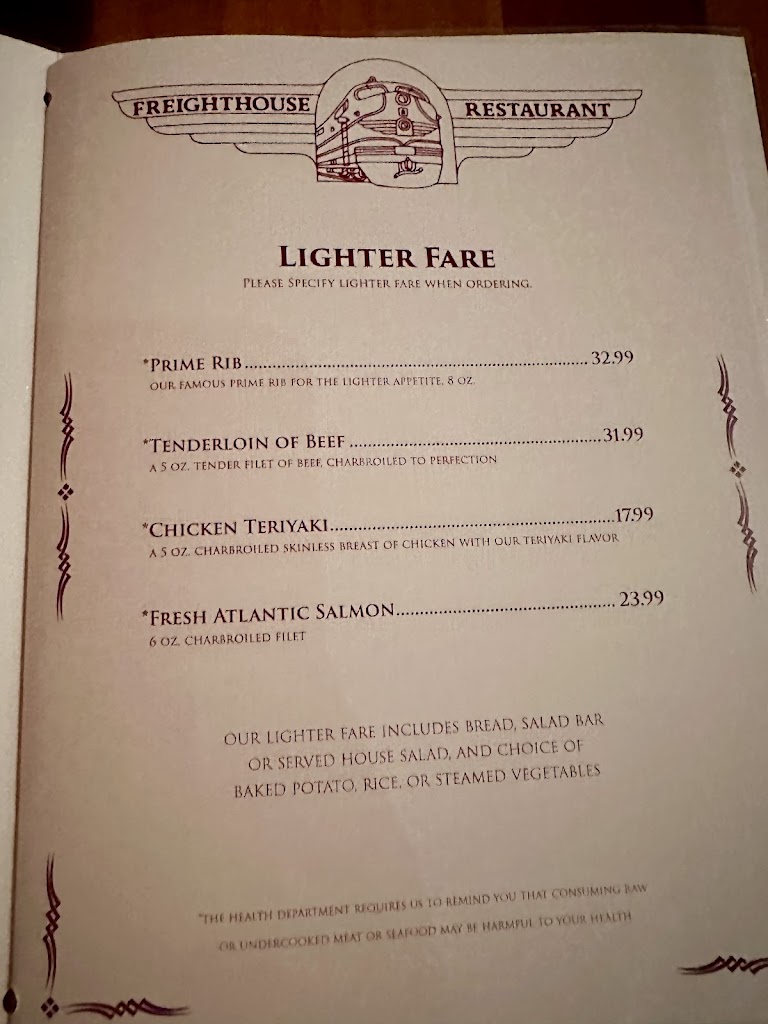 FREIGHTHOUSE RESTAURANT
LIGHTER FARE
PLEASE SPECIFY LIGHTER FARE WHEN ORDERING.
*PRIME RIB.......................................................................... 32.99
OUR FAMOUS PRIME RIB FOR THE LIGHTER APPETITE, 8 OZ.
*TENDERLOIN OF BEEF ......................................................31.99
A 5 OZ. TENDER FILET OF BEEF, CHARBROILED TO PERFECTION
*CHICKEN TERIYAKI.............................................................17.99
A 5 OZ. CHARBROILED SKINLESS BREAST OF CHICKEN WITH OUR TERIYAKI FLAVOR
*FRESH ATLANTIC SALMON............................................... 23.99
6 OZ. CHARBROILED FILET
OUR LIGHTER FARE INCLUDES BREAD, SALAD BAR
OR SERVED HOUSE SALAD, AND CHOICE OF
BAKED POTATO, RICE, OR STEAMED VEGETABLES
*THE HEALTH DEPARTMENT REQUIRES US TO REMIND YOU THAT CONSUMING RAW
OR UNDERCOOKED MEAT OR SEAFOOD MAY BE HARMFUL TO YOUR HEALTH